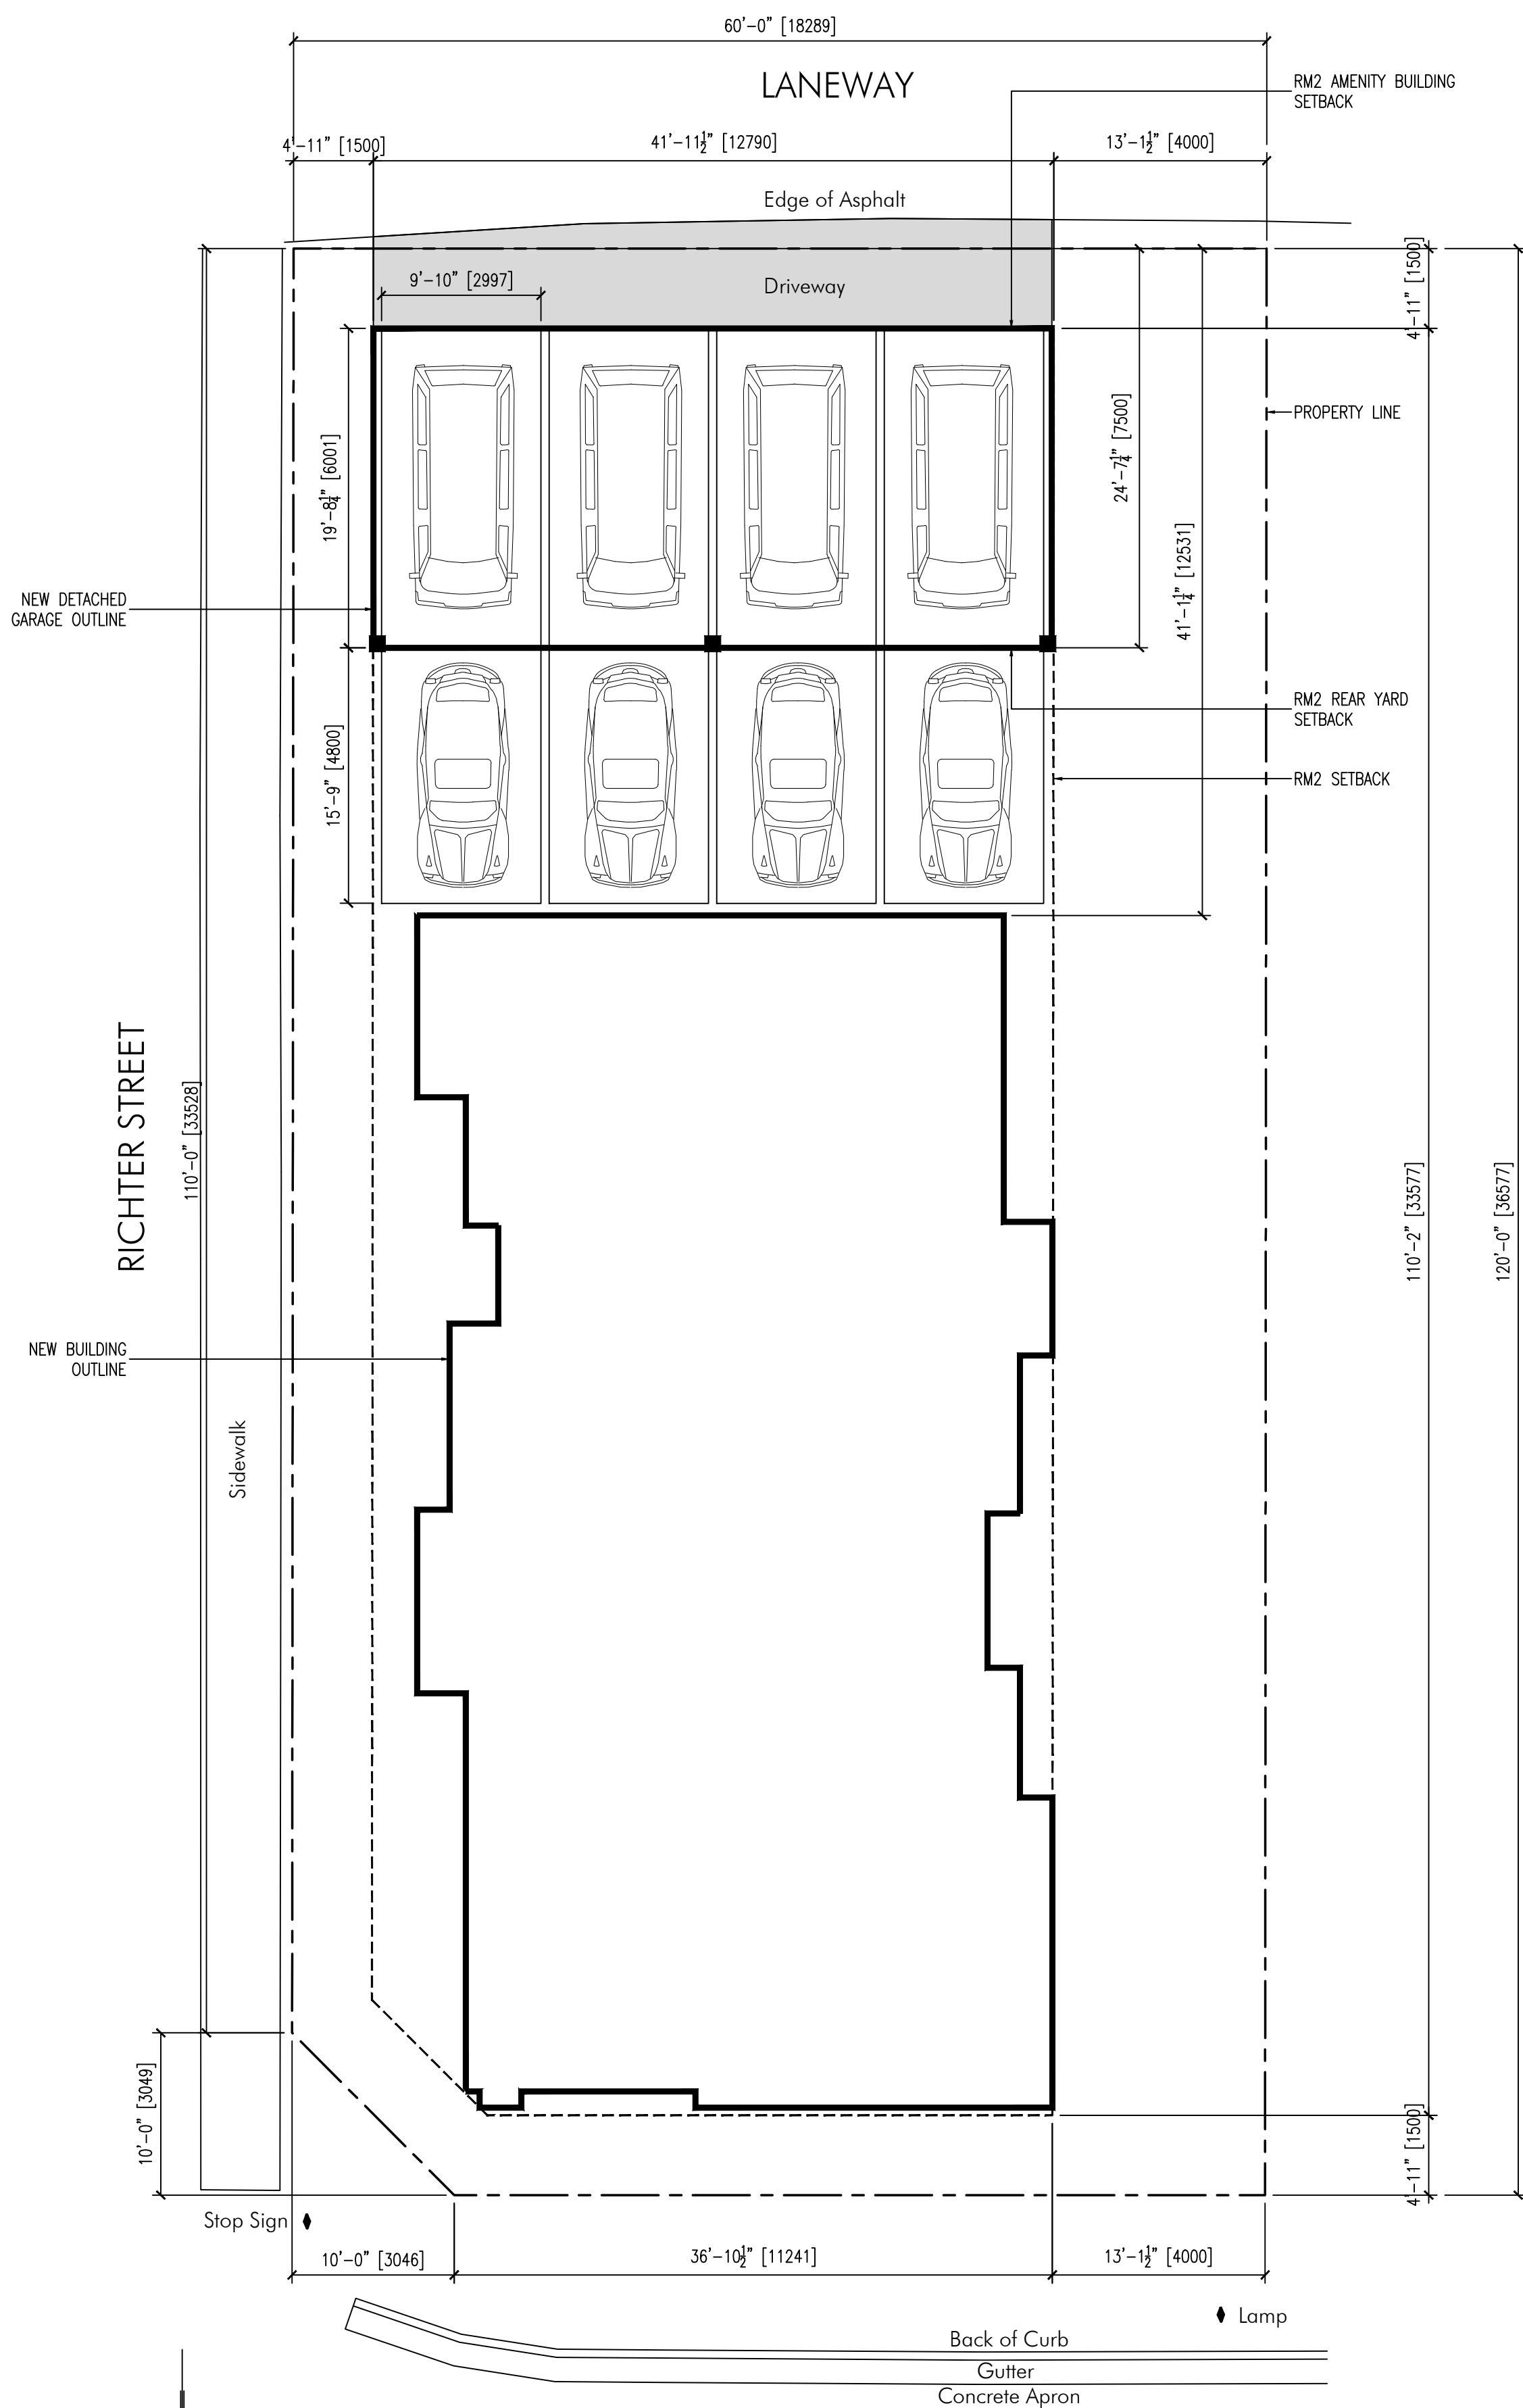 60'-0" [18289]
LANEWAY
RM2 AMENITY BUILDING
SETBACK
4'-11" [1500]
41'-11½" [12790]
13'-1½" [4000]
Edge of Asphalt
4'-11" [1500]
9'-10" [2997]
Driveway
PROPERTY LINE
19'-8¼" [6001]
24'-7¼" [7500]
41'-1¼" [12531]
NEW DETACHED
GARAGE OUTLINE
RM2 REAR YARD
SETBACK
RM2 SETBACK
15'-9" [4800]
RICHTER STREET
110'-0" [33528]
110'-2" [33577]
120'-0" [36577]
NEW BUILDING
OUTLINE
Sidewalk
10'-0" [3049]
4'-11" [1500]
Stop Sign
10'-0" [3046]
36'-10½" [11241]
13'-1½" [4000]
Lamp
Back of Curb
Gutter
Concrete Apron